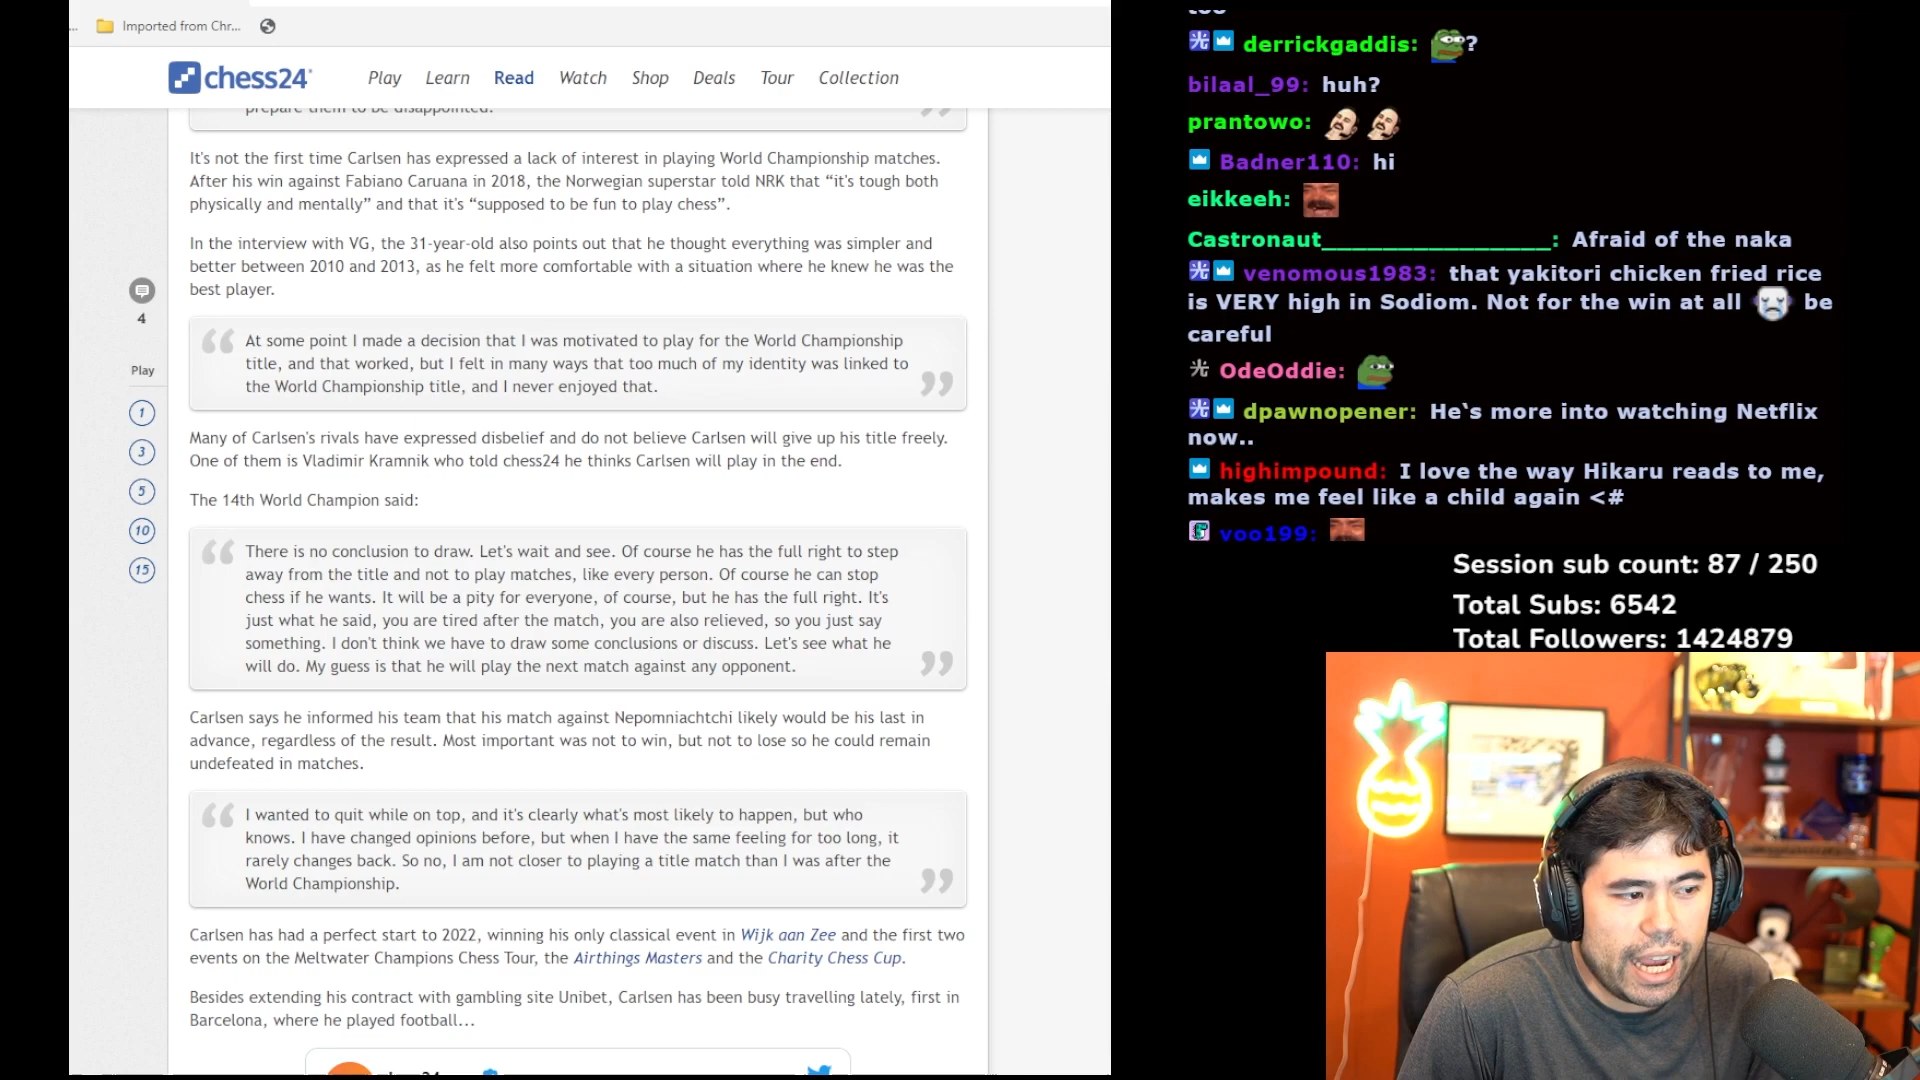 Imported from Chr...
chess24
Play Learn Read Watch Shop Deals Tour Collection
prepare them to be disappointed.
It's not the first time Carlsen has expressed a lack of interest in playing World Championship matches.
After his win against Fabiano Caruana in 2018, the Norwegian superstar told NRK that “it's tough both
physically and mentally” and that it's “supposed to be fun to play chess”.
In the interview with VG, the 31-year-old also points out that he thought everything was simpler and
better between 2010 and 2013, as he felt more comfortable with a situation where he knew he was the
best player.
4
Play
1
3
5
10
15
At some point I made a decision that I was motivated to play for the World Championship
title, and that worked, but I felt in many ways that too much of my identity was linked to
the World Championship title, and I never enjoyed that.
Many of Carlsen's rivals have expressed disbelief and do not believe Carlsen will give up his title freely.
One of them is Vladimir Kramnik who told chess24 he thinks Carlsen will play in the end.
The 14th World Champion said:
There is no conclusion to draw. Let's wait and see. Of course he has the full right to step
away from the title and not to play matches, like every person. Of course he can stop
chess if he wants. It will be a pity for everyone, of course, but he has the full right. It's
just what he said, you are tired after the match, you are also relieved, so you just say
something. I don't think we have to draw some conclusions or discuss. Let's see what he
will do. My guess is that he will play the next match against any opponent.
Carlsen says he informed his team that his match against Nepomniachtchi likely would be his last in
advance, regardless of the result. Most important was not to win, but not to lose so he could remain
undefeated in matches.
I wanted to quit while on top, and it's clearly what's most likely to happen, but who
knows. I have changed opinions before, but when I have the same feeling for too long, it
rarely changes back. So no, I am not closer to playing a title match than I was after the
World Championship.
Carlsen has had a perfect start to 2022, winning his only classical event in Wijk aan Zee and the first two
events on the Meltwater Champions Chess Tour, the Airthings Masters and the Charity Chess Cup.
Besides extending his contract with gambling site Unibet, Carlsen has been busy travelling lately, first in
Barcelona, where he played football...
too
光 derrickgaddis: ?
bilaal_99: huh?
prantowo:
Badner110: hi
eikkeeh:
Castronaut_______________: Afraid of the naka
光 venomous1983: that yakitori chicken fried rice
is VERY high in Sodiom. Not for the win at all be
careful
光 OdeOddie:
光 dpawnopener: He`s more into watching Netflix
now..
highimpound: I love the way Hikaru reads to me,
makes me feel like a child again <#
voo199:
Session sub count: 87 / 250
Total Subs: 6542
Total Followers: 1424879